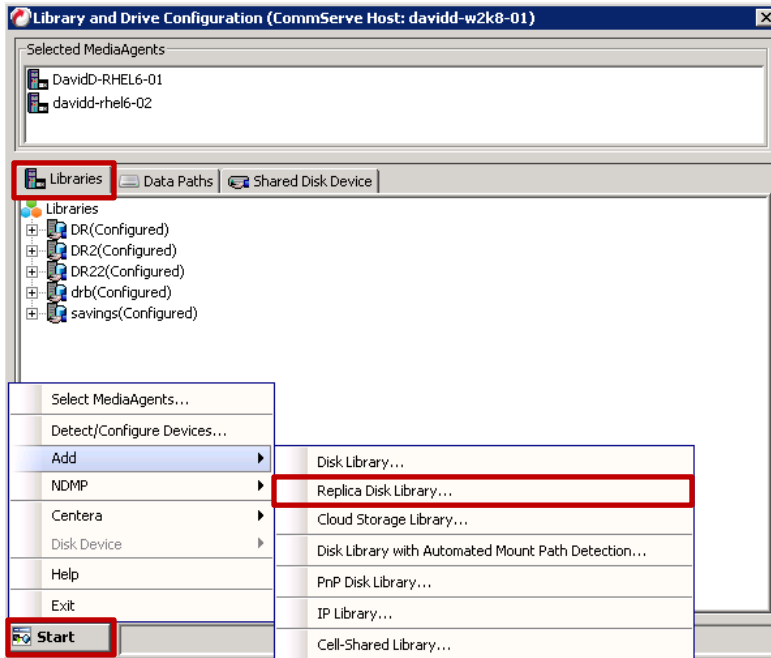 Library and Drive Configuration (CommServe Host: davidd-w2k8-01)
Selected MediaAgents
DavidD-RHEL6-01
davidd-rhel6-02
Libraries
Data Paths
Shared Disk Device
Libraries
DR(Configured)
DR2(Configured)
DR22(Configured)
drb(Configured)
savings(Configured)
Select MediaAgents...
Detect/Configure Devices...
Add
NDMP
Centera
Disk Device
Help
Exit
Disk Library...
Replica Disk Library...
Cloud Storage Library...
Disk Library with Automated Mount Path Detection...
PnP Disk Library...
IP Library...
Cell-Shared Library...
Start